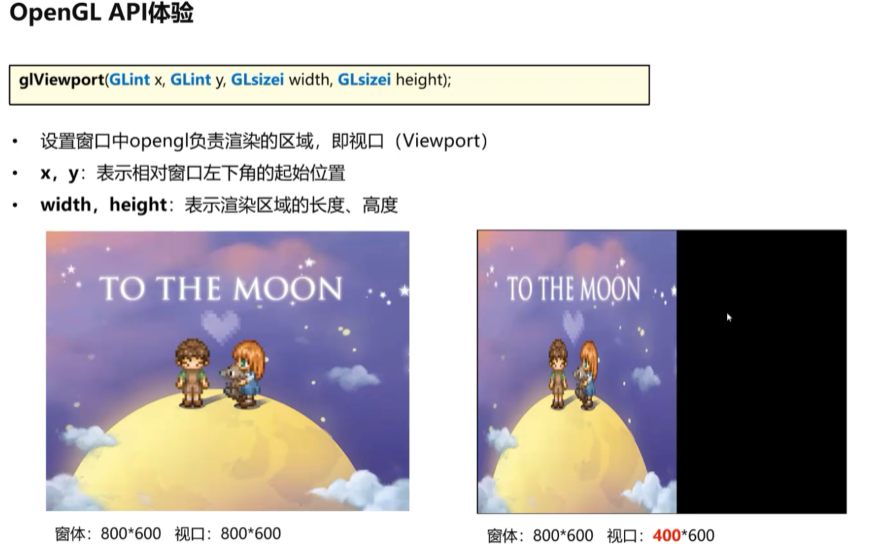 OpenGL API体验
glViewport(GLint x, GLint y, GLsizei width, GLsizei height);
• 设置窗口中opengl负责渲染的区域，即视口（Viewport）
• x，y：表示相对窗口左下角的起始位置
• width，height：表示渲染区域的长度、高度
TO THE MOON
TO THE MOON
窗体：800*600 视口：800*600
窗体：800*600 视口：400*600